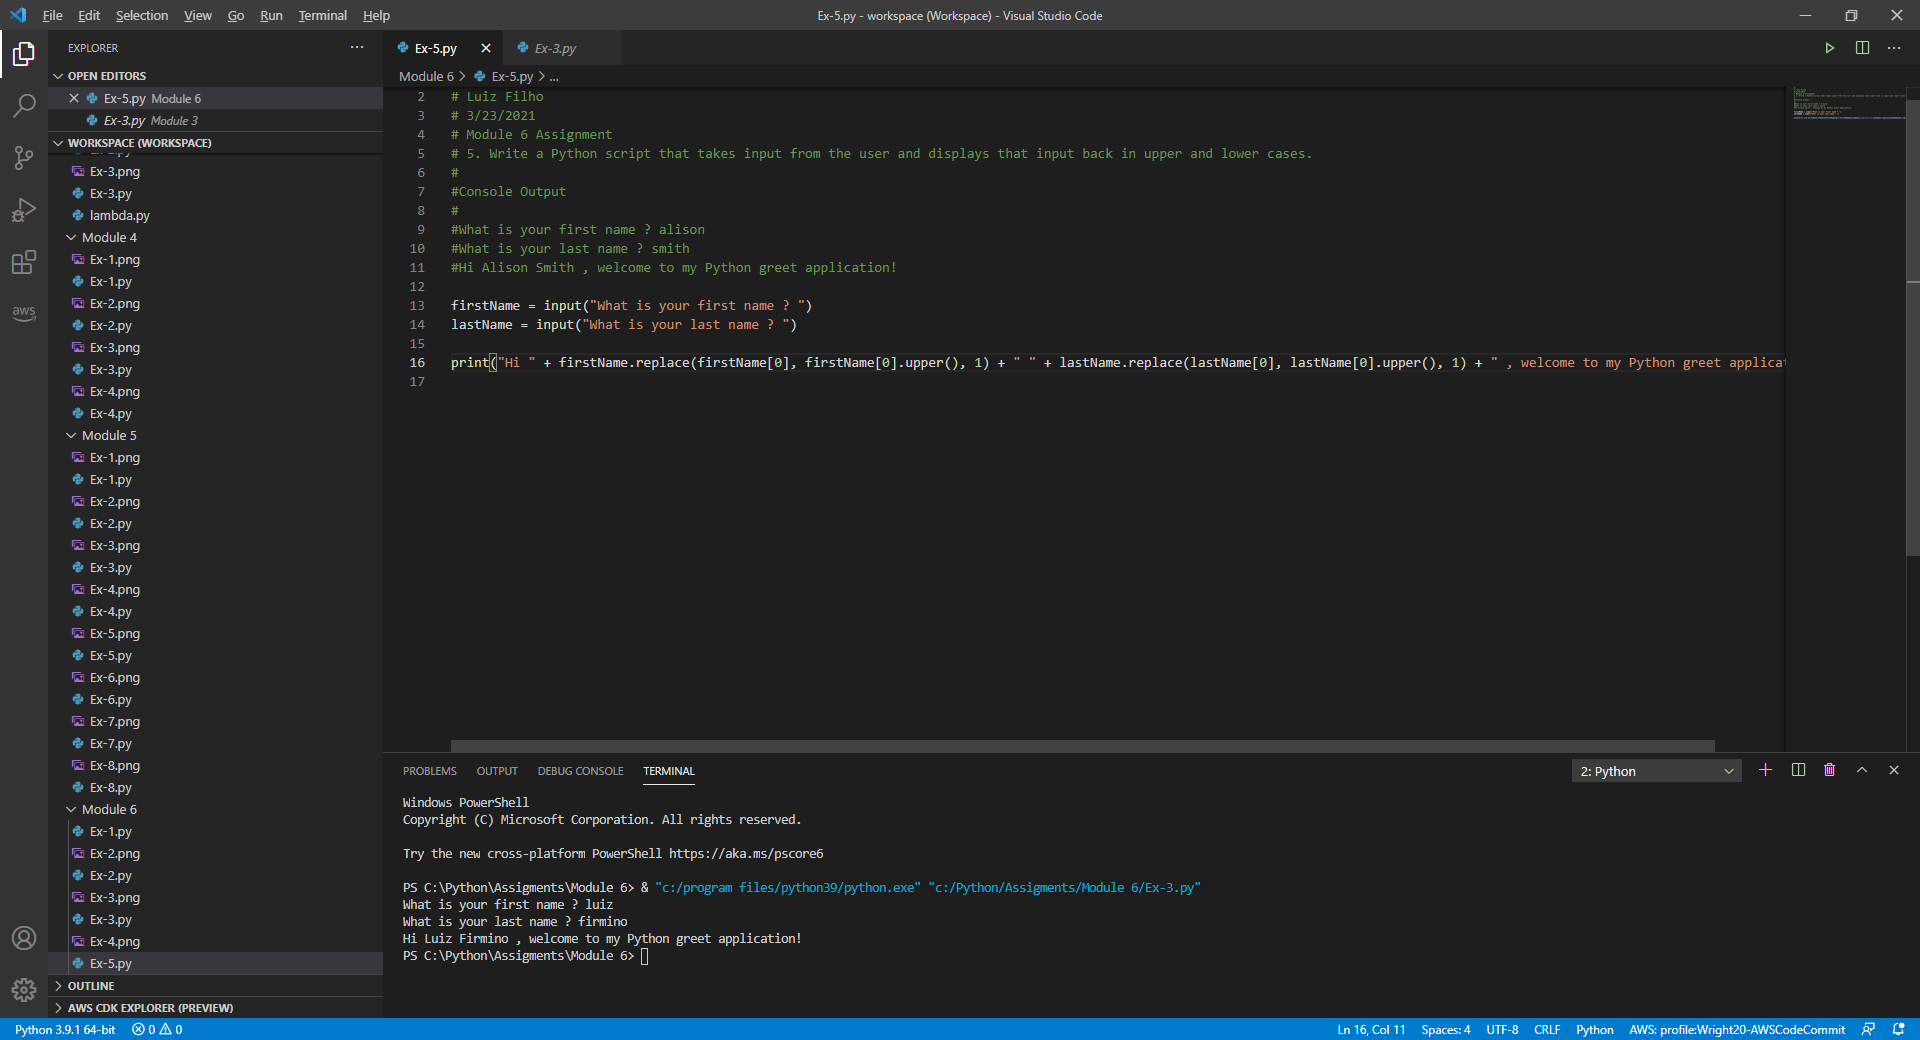 File Edit Selection View Go Run Terminal Help
Ex-5.py - workspace (Workspace) - Visual Studio Code
EXPLORER
OPEN EDITORS
Ex-5.py Module 6
Ex-3.py Module 3
WORKSPACE (WORKSPACE)
Ex-3.png
Ex-3.py
lambda.py
Module 4
Ex-1.png
Ex-1.py
Ex-2.png
Ex-2.py
Ex-3.png
Ex-3.py
Ex-4.png
Ex-4.py
Module 5
Ex-1.png
Ex-1.py
Ex-2.png
Ex-2.py
Ex-3.png
Ex-3.py
Ex-4.png
Ex-4.py
Ex-5.png
Ex-5.py
Ex-6.png
Ex-6.py
Ex-7.png
Ex-7.py
Ex-8.png
Ex-8.py
Module 6
Ex-1.py
Ex-2.png
Ex-2.py
Ex-3.png
Ex-3.py
Ex-4.png
Ex-5.py
OUTLINE
AWS CDK EXPLORER (PREVIEW)
aws
Ex-5.py Ex-3.py
Module 6 > Ex-5.py > ...
2 # Luiz Filho
3 # 3/23/2021
4 # Module 6 Assignment
5 # 5. Write a Python script that takes input from the user and displays that input back in upper and lower cases.
6 #
7 #Console Output
8 #
9 #What is your first name ? alison
10 #What is your last name ? smith
11 #Hi Alison Smith , welcome to my Python greet application!
12
13 firstName = input("What is your first name ? ")
14 lastName = input("What is your last name ? ")
15
16 print("Hi " + firstName.replace(firstName[0], firstName[0].upper(), 1) + " " + lastName.replace(lastName[0], lastName[0].upper(), 1) + " , welcome to my Python greet applica
17
PROBLEMS OUTPUT DEBUG CONSOLE TERMINAL
2: Python
Windows PowerShell
Copyright (C) Microsoft Corporation. All rights reserved.
Try the new cross-platform PowerShell https://aka.ms/pscore6
PS C:\Python\Assigments\Module 6> & "c:/program files/python39/python.exe" "c:/Python/Assigments/Module 6/Ex-3.py"
What is your first name ? luiz
What is your last name ? firmino
Hi Luiz Firmino , welcome to my Python greet application!
PS C:\Python\Assigments\Module 6>
Python 3.9.1 64-bit 0 0
Ln 16, Col 11 Spaces: 4 UTF-8 CRLF Python AWS: profile:Wright20-AWSCodeCommit